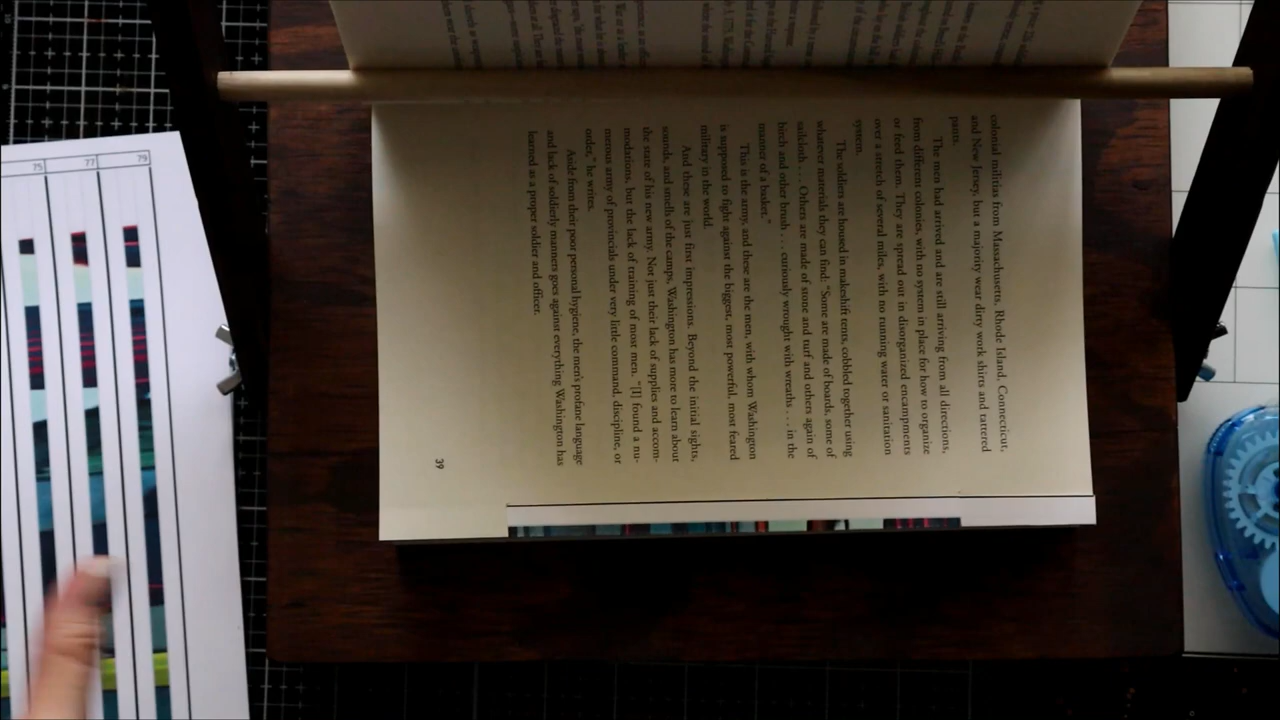 colonial militias from Massachusetts, Rhode Island, Connecticut,
and New Jersey, but a majority wear dirty work shirts and tattered
pants.
The men had arrived and are still arriving from all directions,
from different colonies, with no system in place for how to organize
or feed them. They are spread out in disorganized encampments
over a stretch of several miles, with no running water or sanitation
system.
The soldiers are housed in makeshift tents, cobbled together using
whatever materials they can find: “Some are made of boards, some of
sailcloth . . . Others are made of stone and turf and others again of
birch and other brush . . . curiously wrought with wreaths . . . in the
manner of a basket.”
This is the army, and these are the men, with whom Washington
is supposed to fight against the biggest, most powerful, most feared
military in the world.
And these are just first impressions. Beyond the initial sights,
sounds, and smells of the camps, Washington has more to learn about
the state of his new army. Not just their lack of supplies and accom-
modations, but the lack of training of most men. “[I] found a nu-
merous army of provincials under very little command, discipline, or
order,” he writes.
Aside from their poor personal hygiene, the men’s profane language
and lack of soldierly manners goes against everything Washington has
learned as a proper soldier and officer.
39
75 77 79